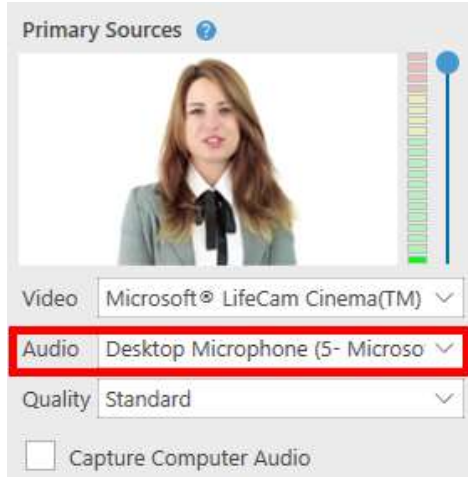 Primary Sources ?
Video Microsoft® LifeCam Cinema(TM)
Audio Desktop Microphone (5- Microso
Quality Standard
Capture Computer Audio